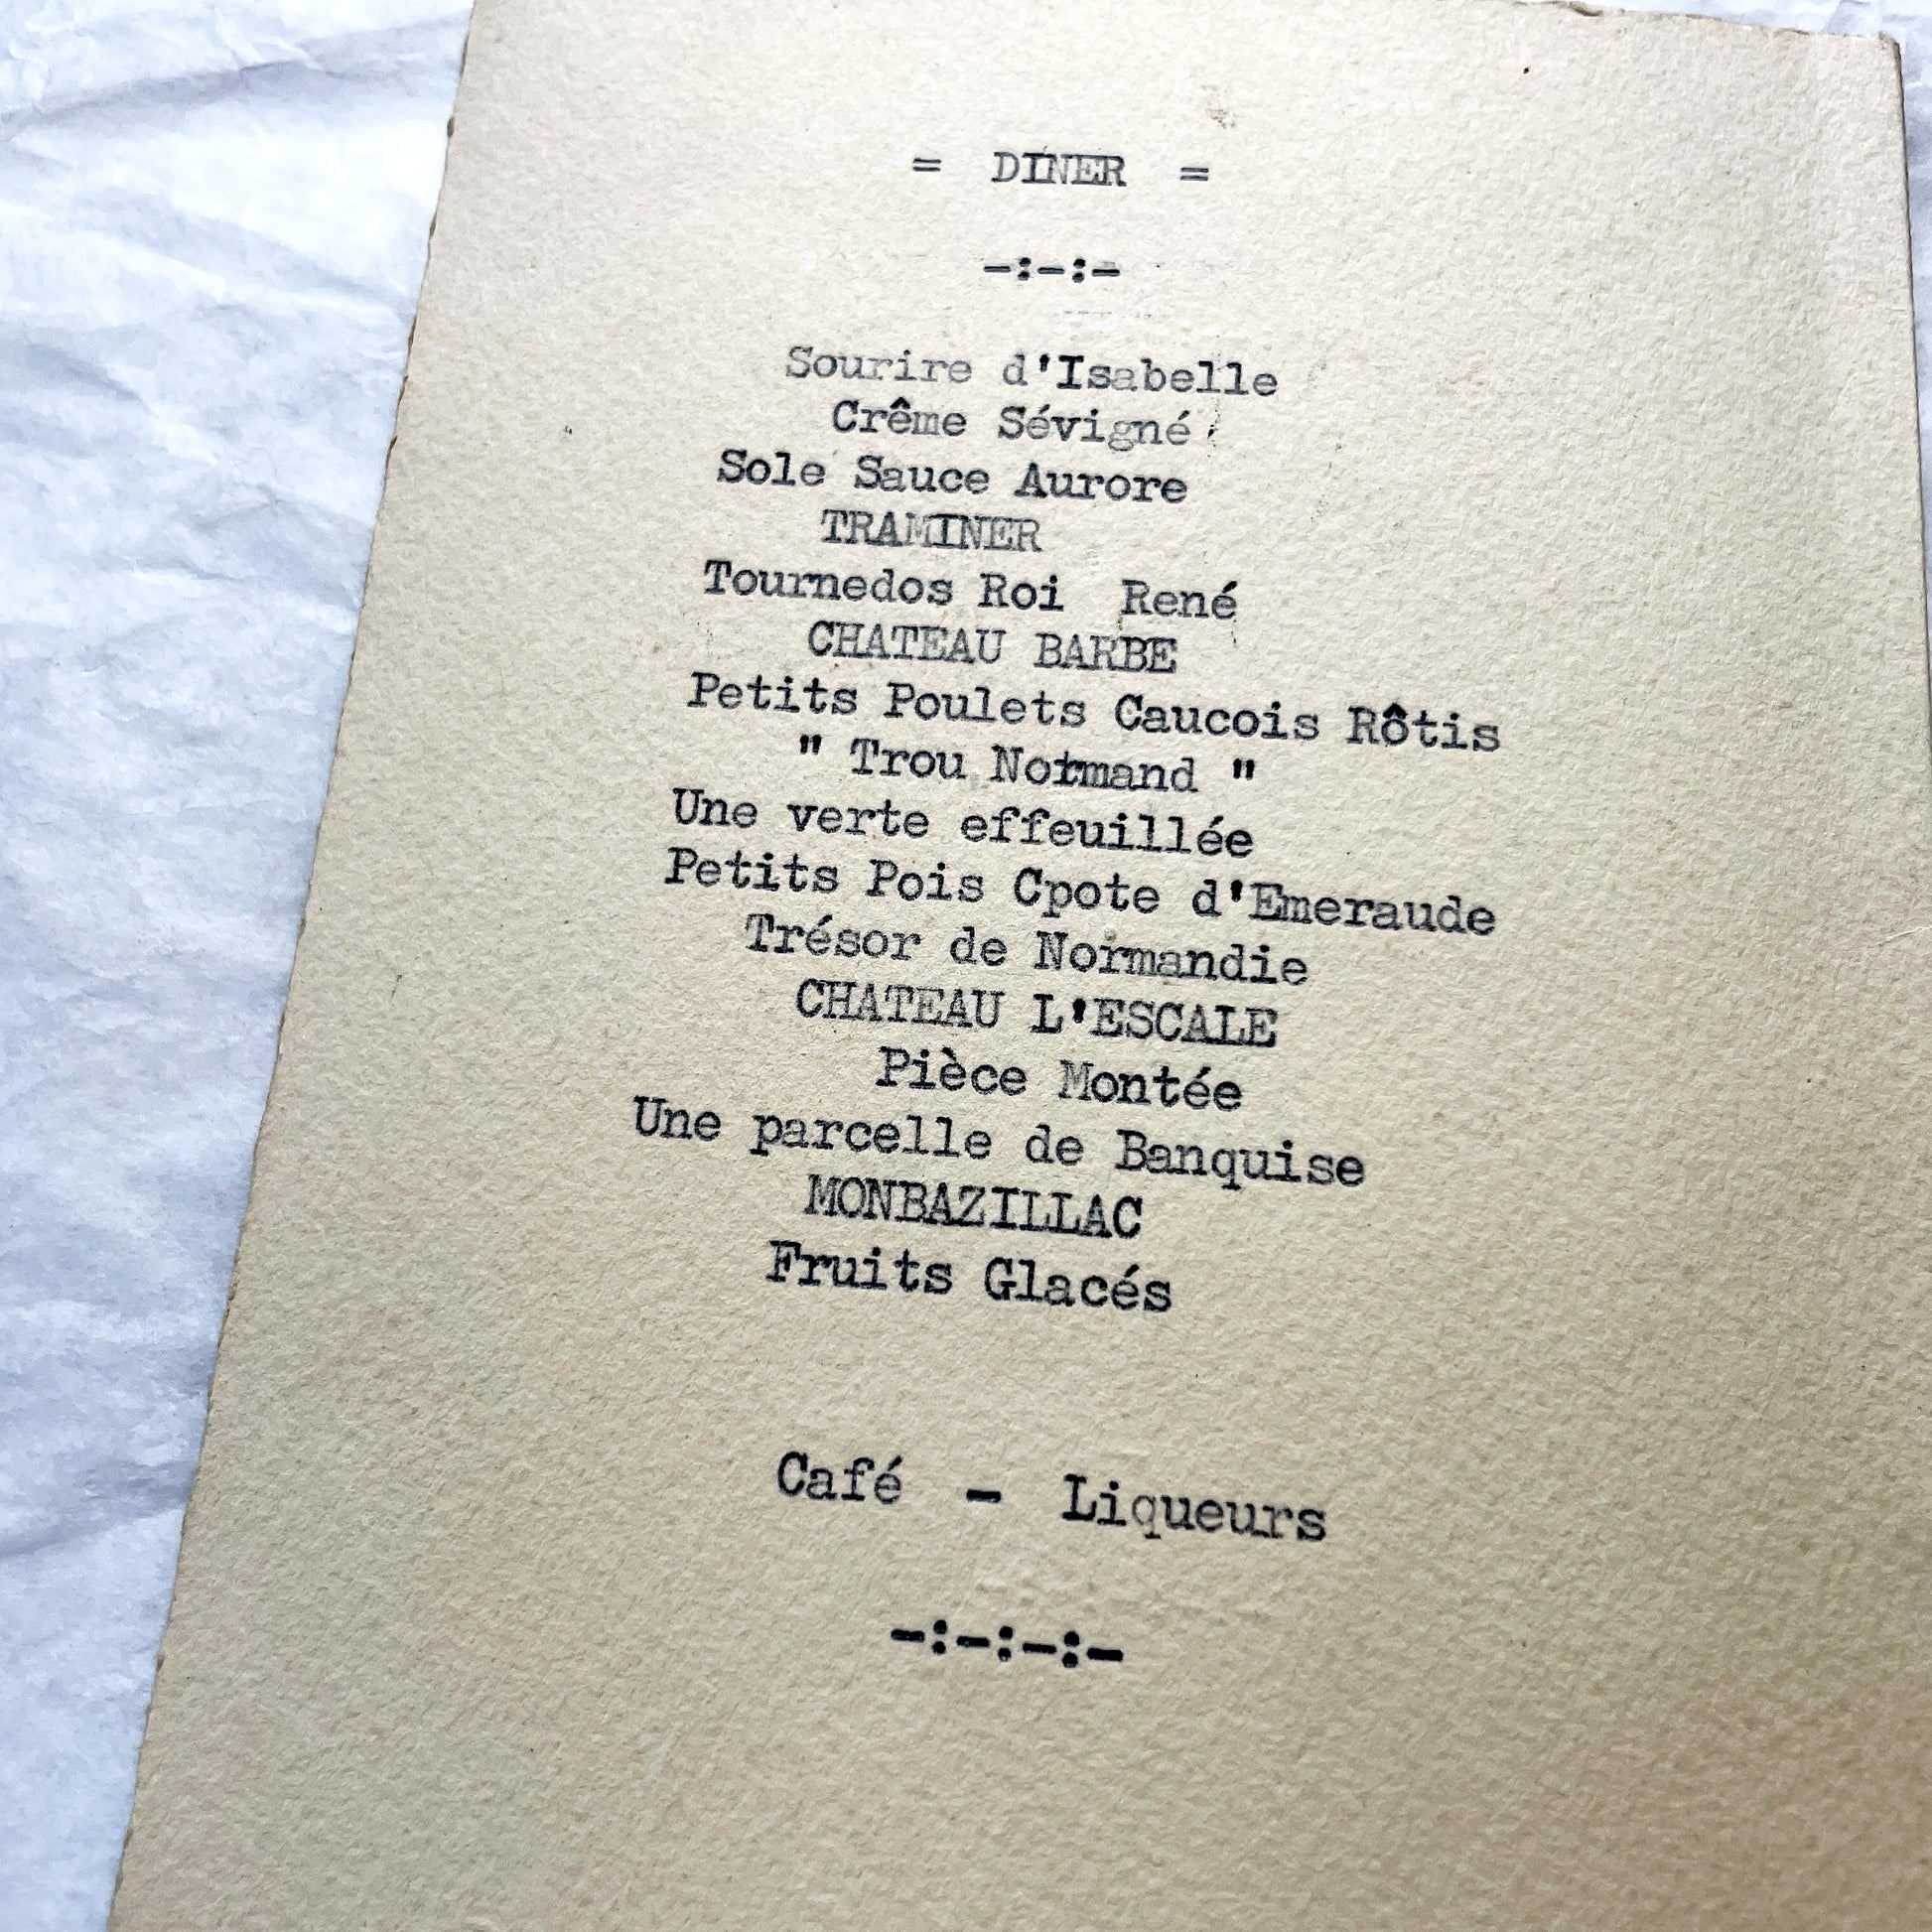 = DINER =
-:-:-
Sourire d'Isabelle
Crême Sévigné
Sole Sauce Aurore
TRAMINER
Tournedos Roi René
CHATEAU BARBE
Petits Poulets Caucois Rôtis
" Trou Normand "
Une verte effeuillée
Petits Pois Cpote d'Emeraude
Trésor de Normandie
CHATEAU L'ESCALE
Pièce Montée
Une parcelle de Banquise
MONBAZILLAC
Fruits Glacés
Café - Liqueurs
-:-:-:-